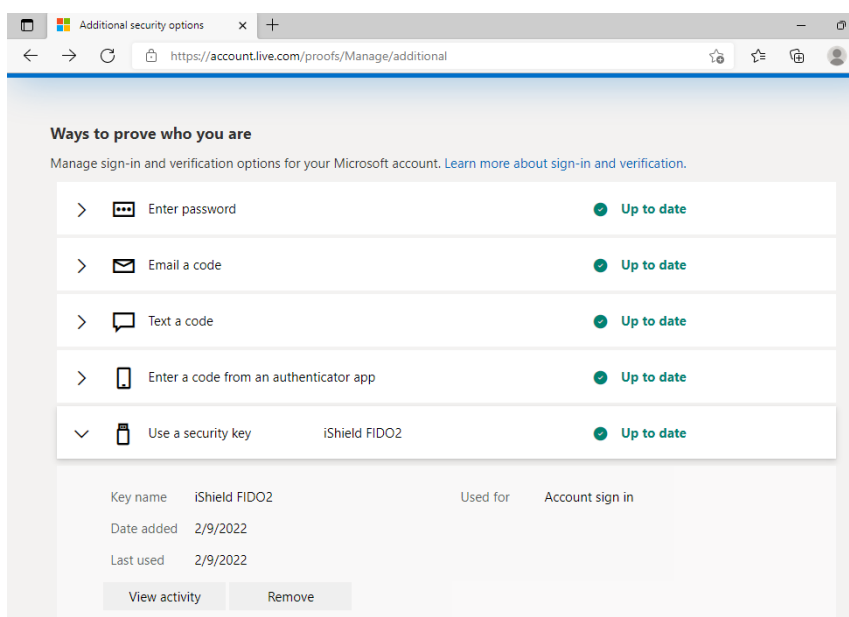 Additional security options
https://account.live.com/proofs/Manage/additional
Ways to prove who you are
Manage sign-in and verification options for your Microsoft account. Learn more about sign-in and verification.
Enter password Up to date
Email a code Up to date
Text a code Up to date
Enter a code from an authenticator app Up to date
Use a security key iShield FIDO2 Up to date
Key name iShield FIDO2 Used for Account sign in
Date added 2/9/2022
Last used 2/9/2022
View activity Remove